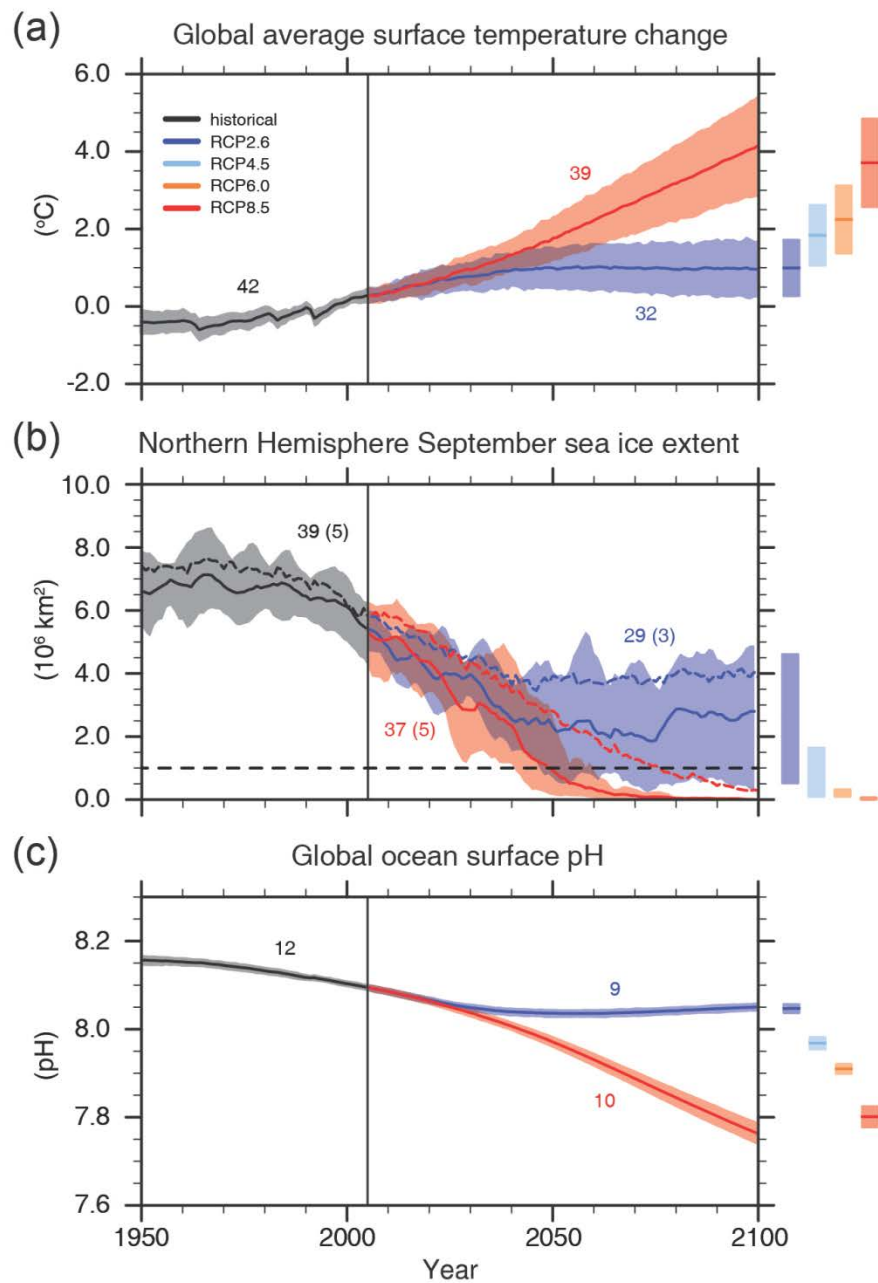 (a) Global average surface temperature change
6.0
4.0
2.0
0.0
-2.0
(°C)
historical
RCP2.6
RCP4.5
RCP6.0
RCP8.5
39
42
32
(b) Northern Hemisphere September sea ice extent
10.0
8.0
6.0
4.0
2.0
0.0
(10⁶ km²)
39 (5)
29 (3)
37 (5)
(c) Global ocean surface pH
8.2
8.0
7.8
7.6
(pH)
12
9
10
1950 2000 2050 2100
Year